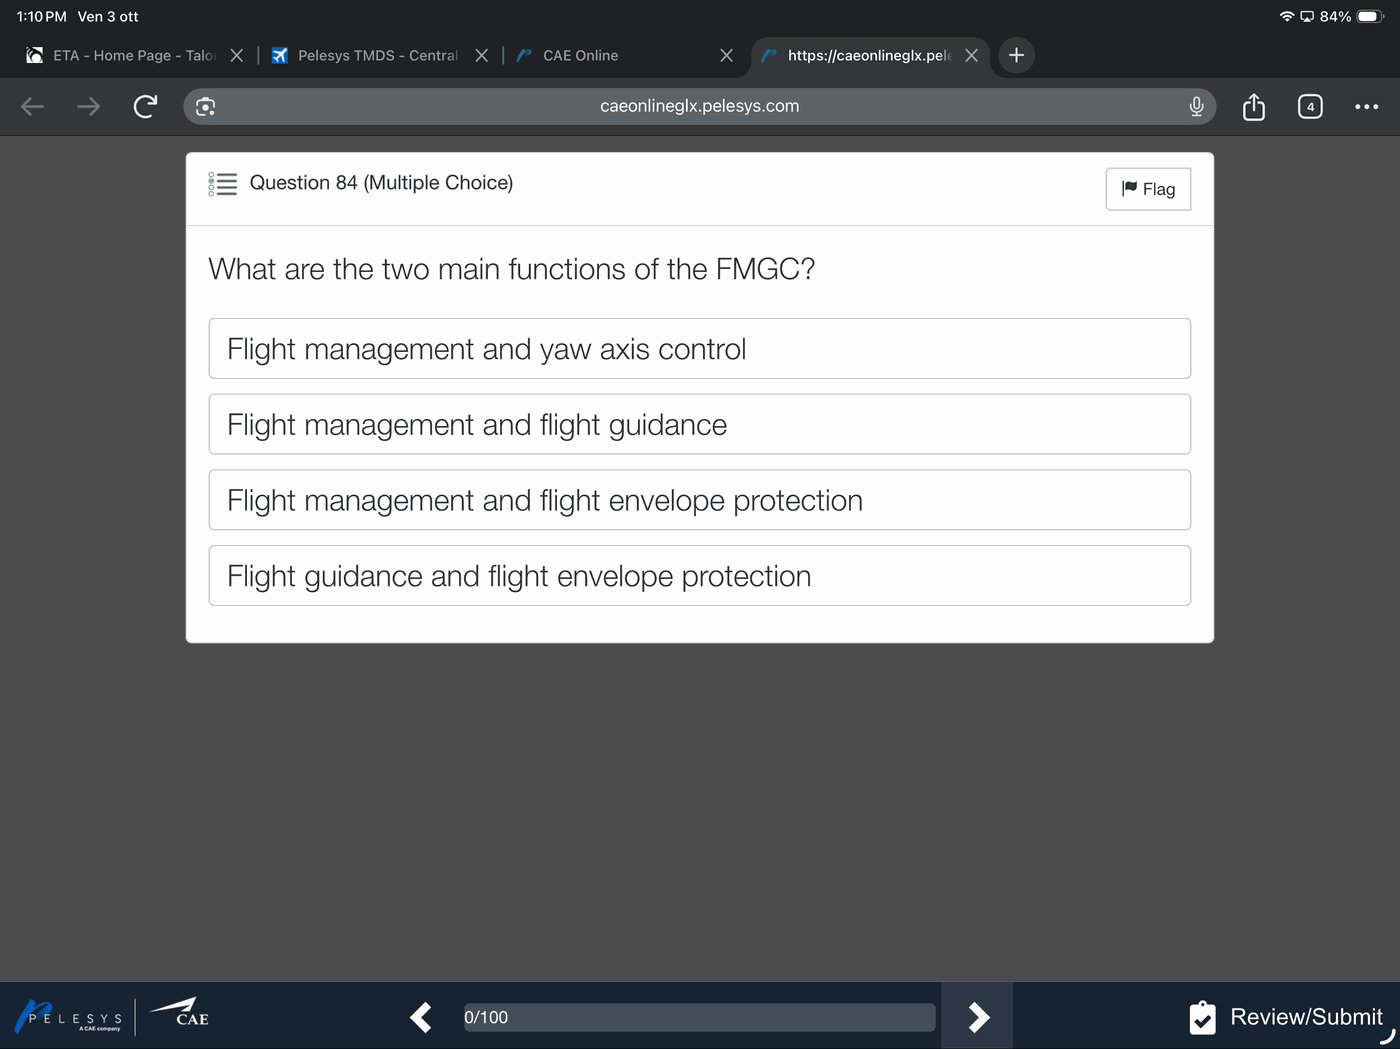 1:10 PM Ven 3 ott
84%
ETA - Home Page - Talo
Pelesys TMDS - Central
CAE Online
https://caeonlineglx.pele
caeonlineglx.pelesys.com
4
Question 84 (Multiple Choice)
Flag
What are the two main functions of the FMGC?
Flight management and yaw axis control
Flight management and flight guidance
Flight management and flight envelope protection
Flight guidance and flight envelope protection
PELESYS
A CAE company
CAE
0/100
Review/Submit